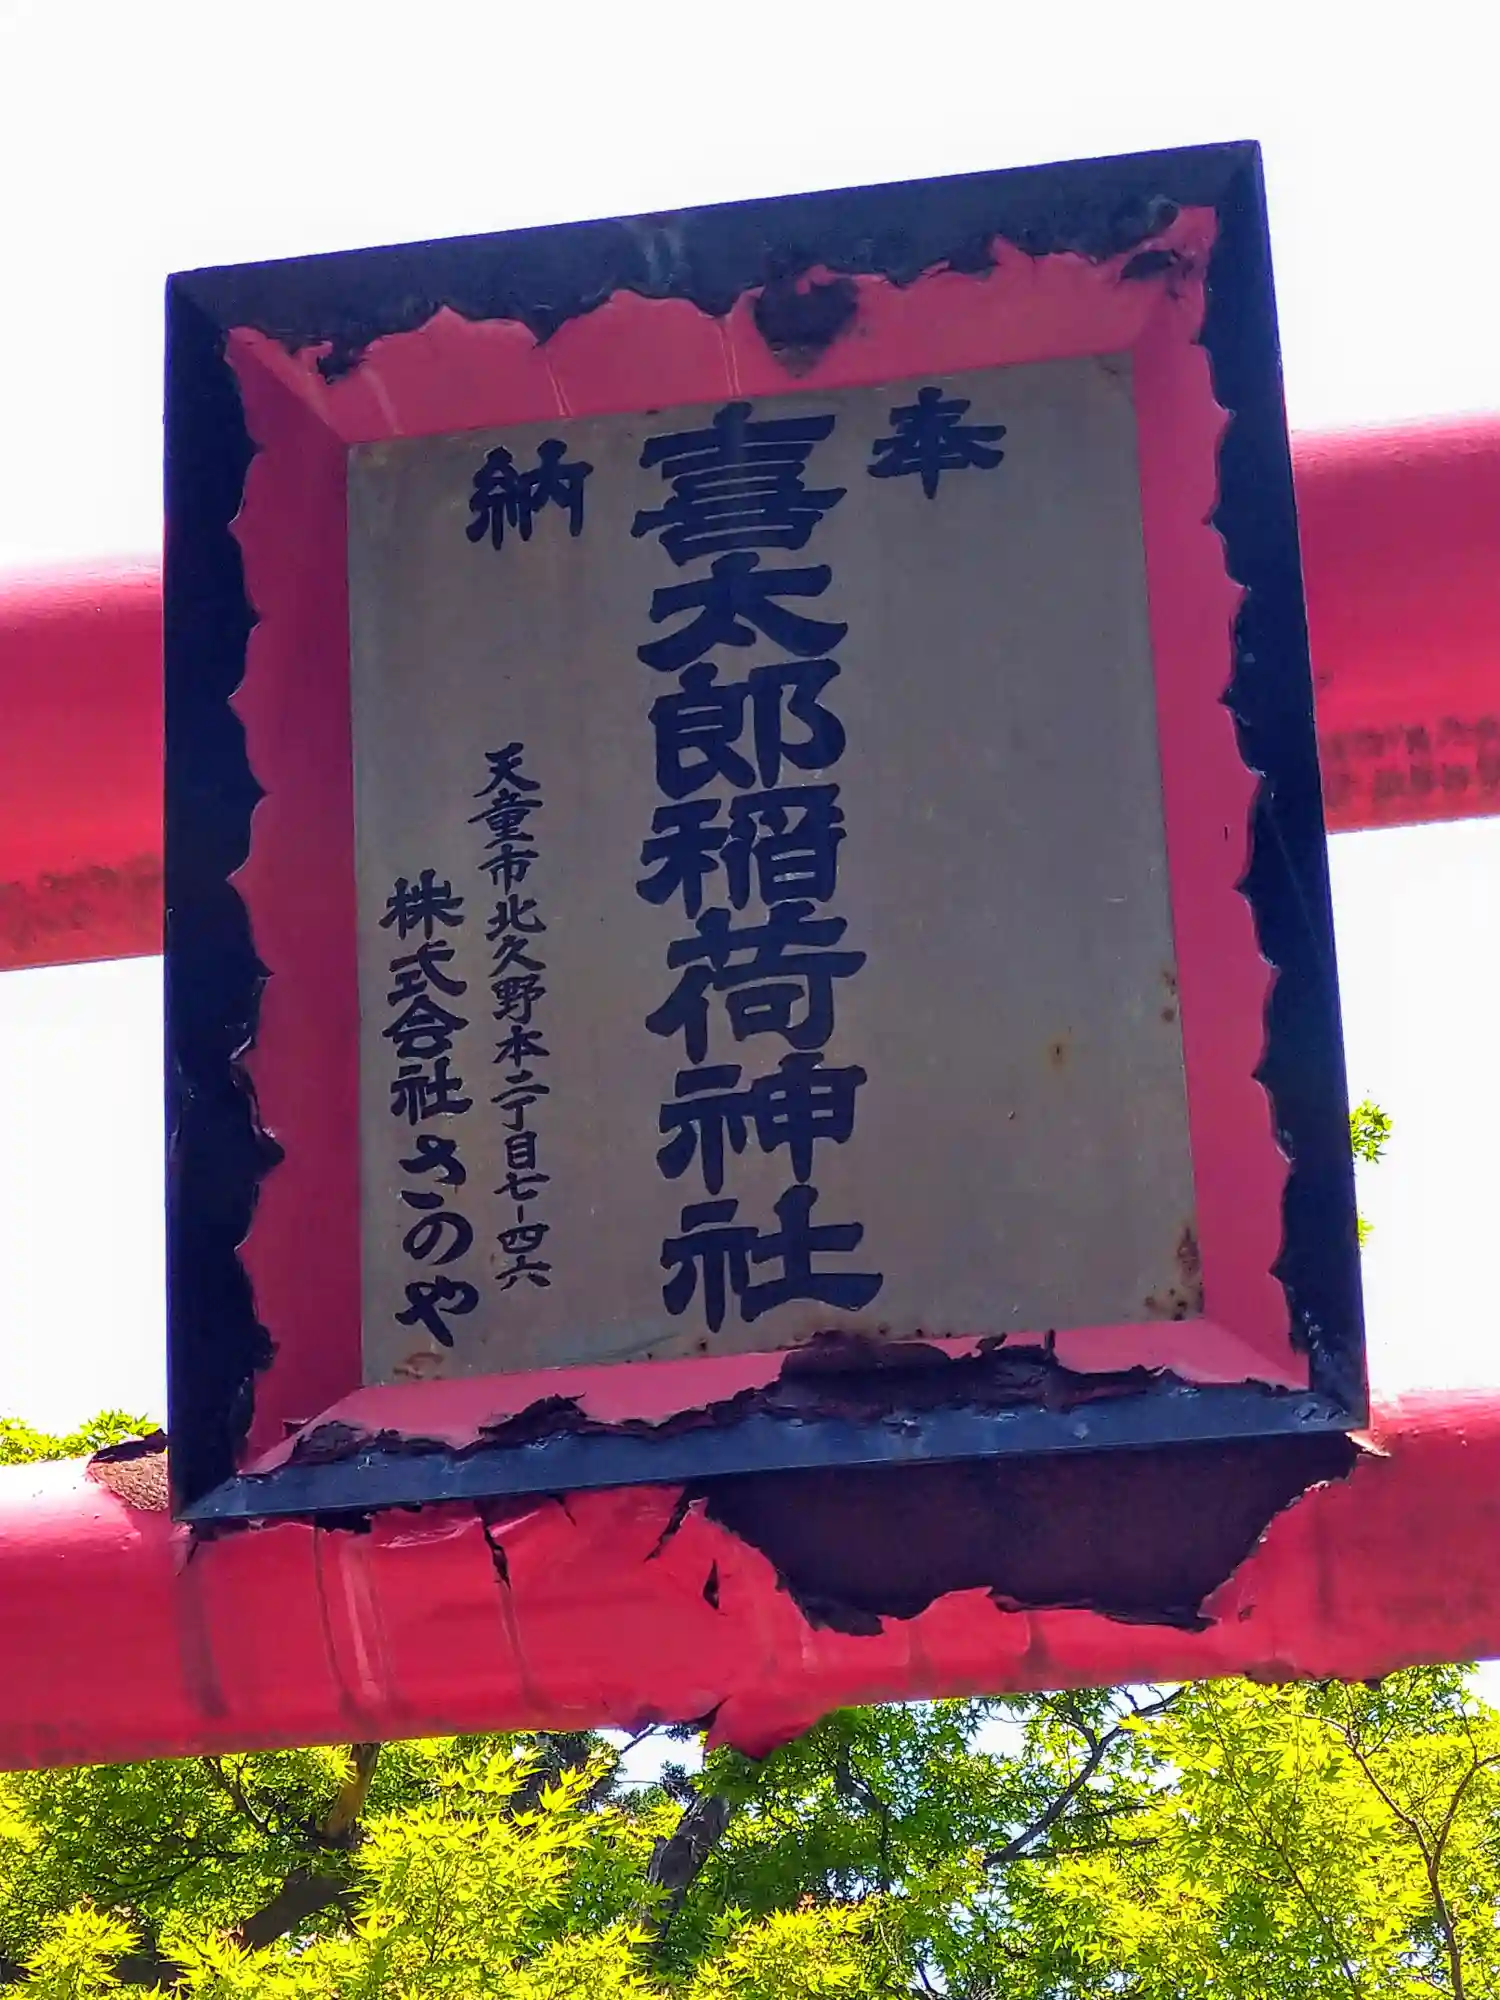 奉
喜太郎稲荷神社
納
天童市北久野本二丁目七-四六
株式会社さのや